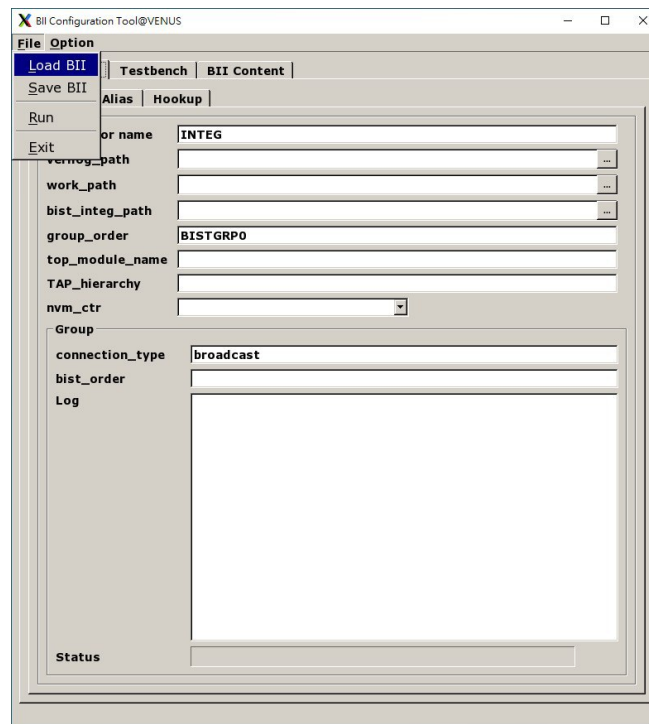 BII Configuration Tool@VENUS
File Option
Load BII
Save BII
Run
Exit
Testbench BII Content
Alias Hookup
or name INTEG
verilog_path ...
work_path ...
bist_integ_path ...
group_order BISTGRP0
top_module_name
TAP_hierarchy
nvm_ctr
Group
connection_type broadcast
bist_order
Log
Status